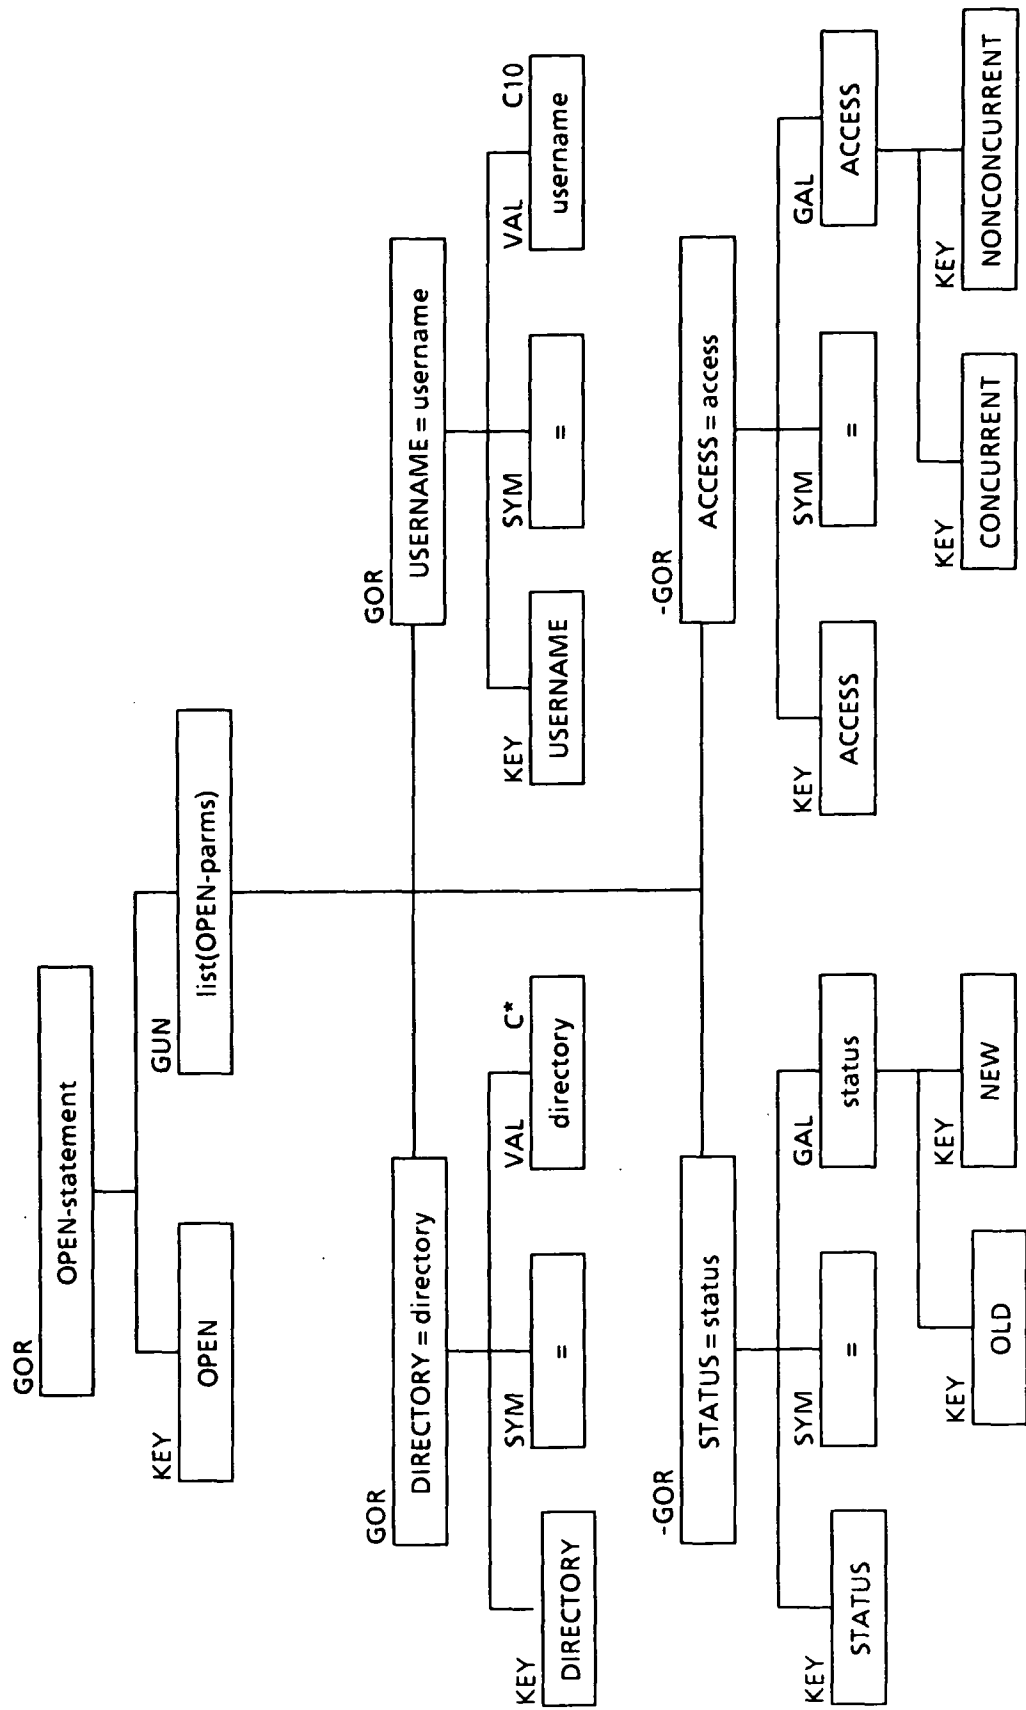 GOR
OPEN-statement
KEY
OPEN
GUN
list(OPEN-parms)
GOR
DIRECTORY = directory
KEY
DIRECTORY
SYM
=
VAL C*
directory
GOR
USERNAME = username
KEY
USERNAME
SYM
=
VAL C10
username
-GOR
STATUS = status
KEY
STATUS
SYM
=
GAL
status
KEY
OLD
KEY
NEW
-GOR
ACCESS = access
KEY
ACCESS
SYM
=
GAL
ACCESS
KEY
CONCURRENT
KEY
NONCONCURRENT